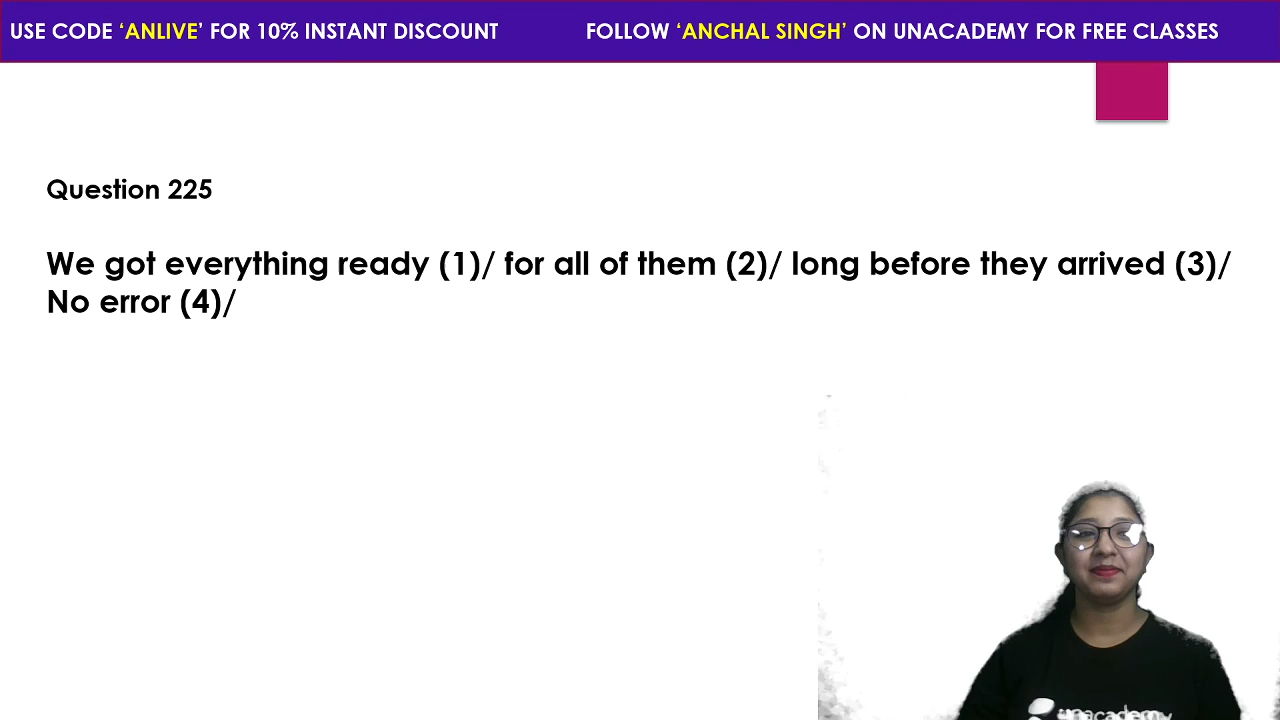 USE CODE ‘ANLIVE’ FOR 10% INSTANT DISCOUNT FOLLOW ‘ANCHAL SINGH’ ON UNACADEMY FOR FREE CLASSES
Question 225
We got everything ready (1)/ for all of them (2)/ long before they arrived (3)/
No error (4)/
unacademy